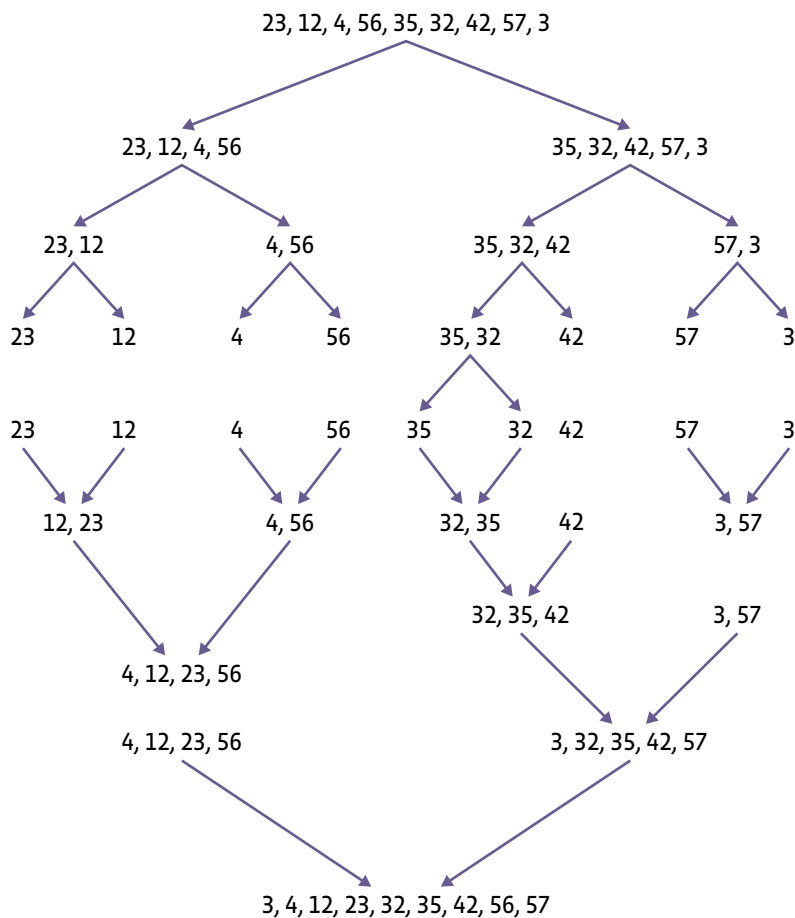 23, 12, 4, 56, 35, 32, 42, 57, 3
23, 12, 4, 56 35, 32, 42, 57, 3
23, 12 4, 56 35, 32, 42 57, 3
23 12 4 56 35, 32 42 57 3
23 12 4 56 35 32 42 57 3
12, 23 4, 56 32, 35 42 3, 57
32, 35, 42 3, 57
4, 12, 23, 56
4, 12, 23, 56 3, 32, 35, 42, 57
3, 4, 12, 23, 32, 35, 42, 56, 57